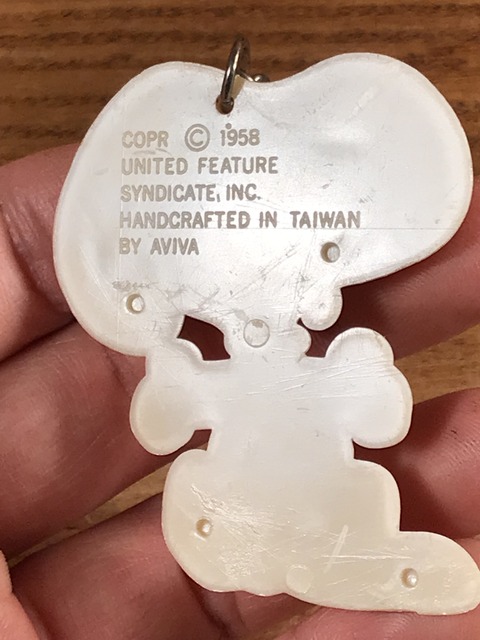 COPR © 1958
UNITED FEATURE
SYNDICATE, INC.
HANDCRAFTED IN TAIWAN
BY AVIVA